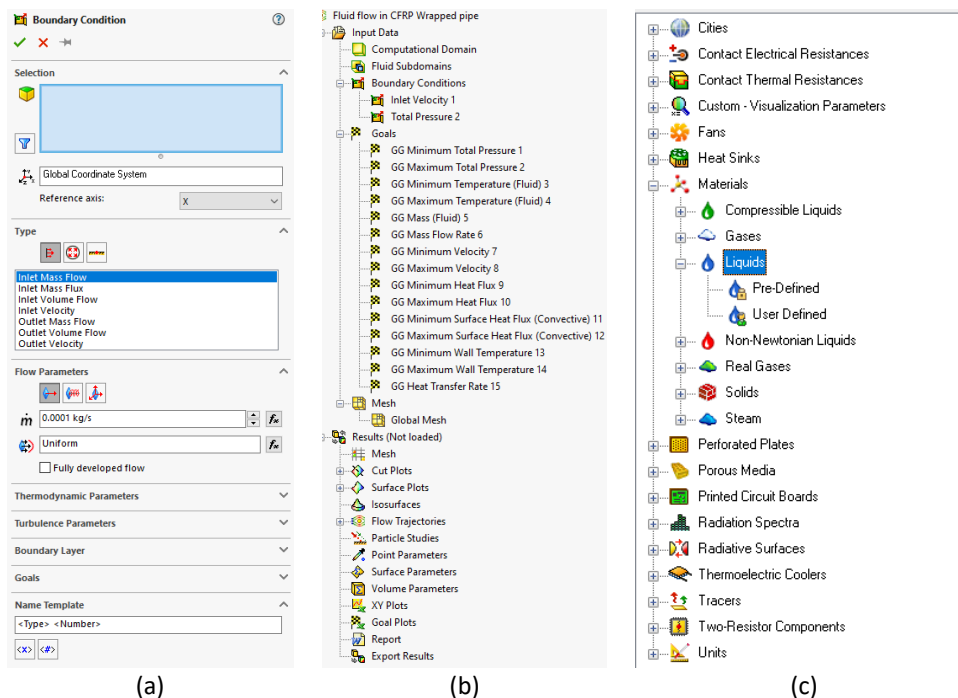 Boundary Condition
Selection
Global Coordinate System
Reference axis:
X
Type
Inlet Mass Flow
Inlet Mass Flux
Inlet Volume Flow
Inlet Velocity
Outlet Mass Flow
Outlet Volume Flow
Outlet Velocity
Flow Parameters
ṁ 0.0001 kg/s
Uniform
Fully developed flow
Thermodynamic Parameters
Turbulence Parameters
Boundary Layer
Goals
Name Template
<Type> <Number>
<x> <#>
(a)
Fluid flow in CFRP Wrapped pipe
Input Data
Computational Domain
Fluid Subdomains
Boundary Conditions
Inlet Velocity 1
Total Pressure 2
Goals
GG Minimum Total Pressure 1
GG Maximum Total Pressure 2
GG Minimum Temperature (Fluid) 3
GG Maximum Temperature (Fluid) 4
GG Mass (Fluid) 5
GG Mass Flow Rate 6
GG Minimum Velocity 7
GG Maximum Velocity 8
GG Minimum Heat Flux 9
GG Maximum Heat Flux 10
GG Minimum Surface Heat Flux (Convective) 11
GG Maximum Surface Heat Flux (Convective) 12
GG Minimum Wall Temperature 13
GG Maximum Wall Temperature 14
GG Heat Transfer Rate 15
Mesh
Global Mesh
Results (Not loaded)
Mesh
Cut Plots
Surface Plots
Isosurfaces
Flow Trajectories
Particle Studies
Point Parameters
Surface Parameters
Volume Parameters
XY Plots
Goal Plots
Report
Export Results
(b)
Cities
Contact Electrical Resistances
Contact Thermal Resistances
Custom - Visualization Parameters
Fans
Heat Sinks
Materials
Compressible Liquids
Gases
Liquids
Pre-Defined
User Defined
Non-Newtonian Liquids
Real Gases
Solids
Steam
Perforated Plates
Porous Media
Printed Circuit Boards
Radiation Spectra
Radiative Surfaces
Thermoelectric Coolers
Tracers
Two-Resistor Components
Units
(c)